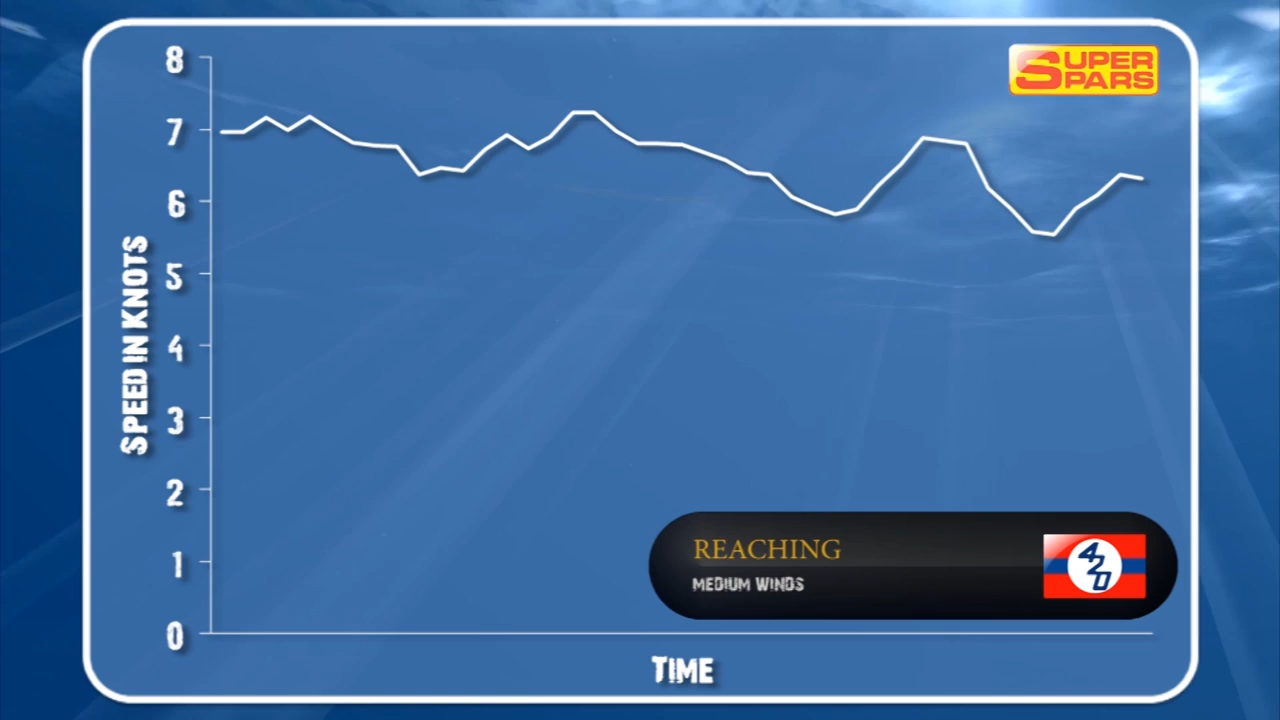 8
SUPER
SPARS
7
6
5
4
3
2
1
0
SPEED IN KNOTS
REACHING
MEDIUM WINDS
420
TIME